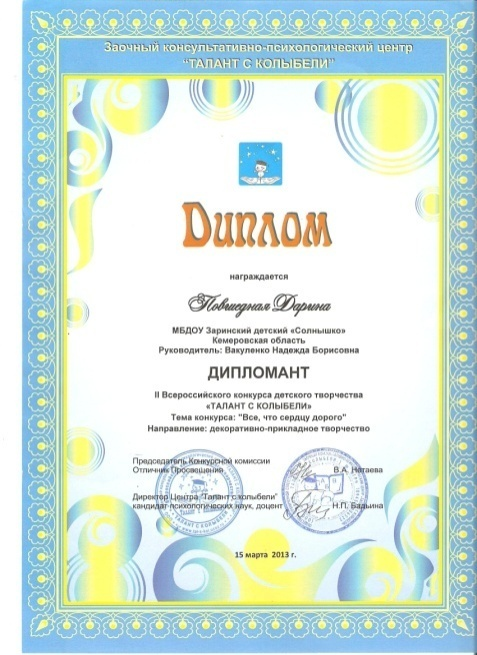 Заочный консультативно-психологический центр
“ТАЛАНТ С КОЛЫБЕЛИ”
Диплом
награждается
Повшедная Дарина
МБДОУ Заринский детский «Солнышко»
Кемеровская область
Руководитель: Вакуленко Надежда Борисовна
ДИПЛОМАНТ
II Всероссийского конкурса детского творчества
«ТАЛАНТ С КОЛЫБЕЛИ»
Тема конкурса: "Все, что сердцу дорого"
Направление: декоративно-прикладное творчество
Председатель Конкурсной комиссии
Отличник Просвещения В.А. Нагаева
Директор Центра "Талант с колыбели"
кандидат психологических наук, доцент Н.П. Бадьина
15 марта 2013 г.